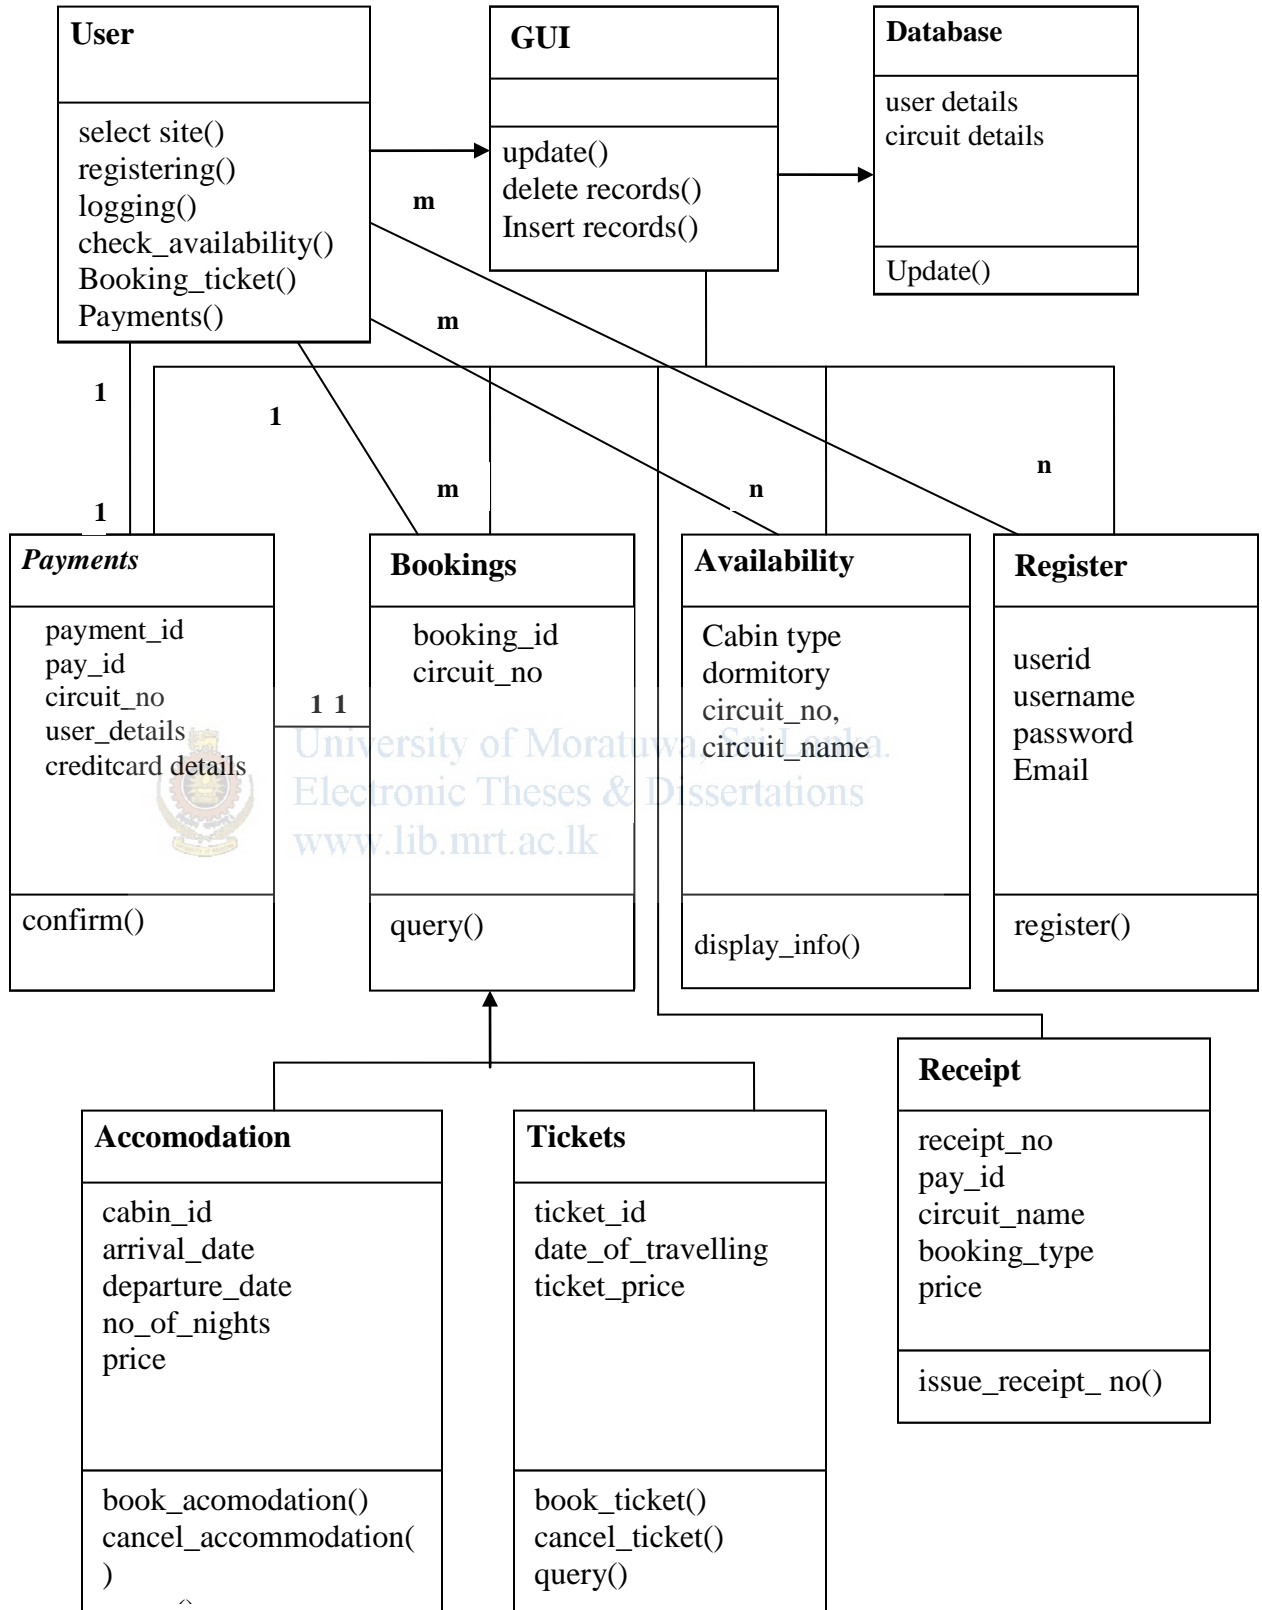 User
select site()
registering()
logging()
check_availability()
Booking_ticket()
Payments()
GUI
update()
delete records()
Insert records()
Database
user details
circuit details
Update()
m
m
1
1
n
m
n
1
Payments
payment_id
pay_id
circuit_no
user_details
creditcard details
confirm()
1 1
Bookings
booking_id
circuit_no
query()
Availability
Cabin type
dormitory
circuit_no,
circuit_name
display_info()
Register
userid
username
password
Email
register()
University of Moratuwa, Sri Lanka.
Electronic Theses & Dissertations
www.lib.mrt.ac.lk
Accomodation
cabin_id
arrival_date
departure_date
no_of_nights
price
book_acomodation()
cancel_accommodation(
)
Tickets
ticket_id
date_of_travelling
ticket_price
book_ticket()
cancel_ticket()
query()
Receipt
receipt_no
pay_id
circuit_name
booking_type
price
issue_receipt_ no()